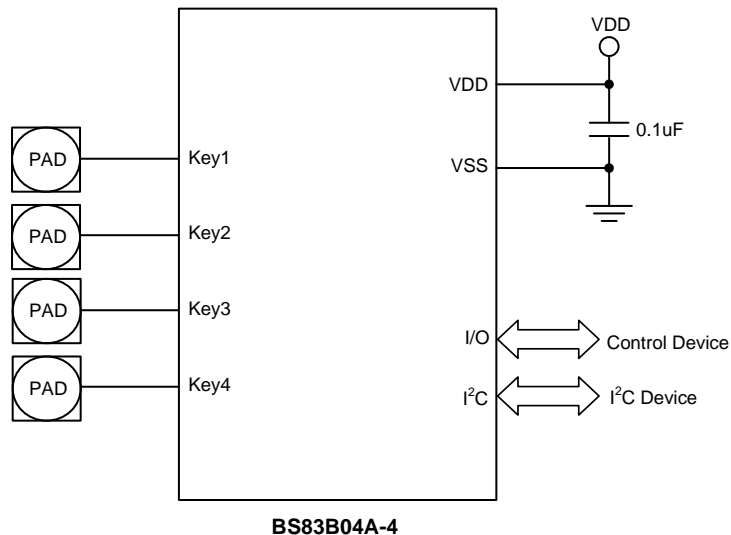 VDD
VDD
0.1uF
VSS
PAD
Key1
PAD
Key2
PAD
Key3
PAD
Key4
I/O
Control Device
I²C
I²C Device
BS83B04A-4